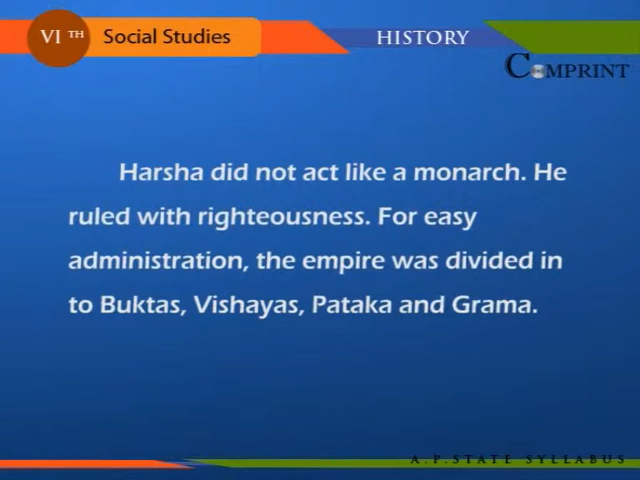 VI TH Social Studies HISTORY
COMPRINT
Harsha did not act like a monarch. He
ruled with righteousness. For easy
administration, the empire was divided in
to Buktas, Vishayas, Pataka and Grama.
A.P.STATE SYLLABUS